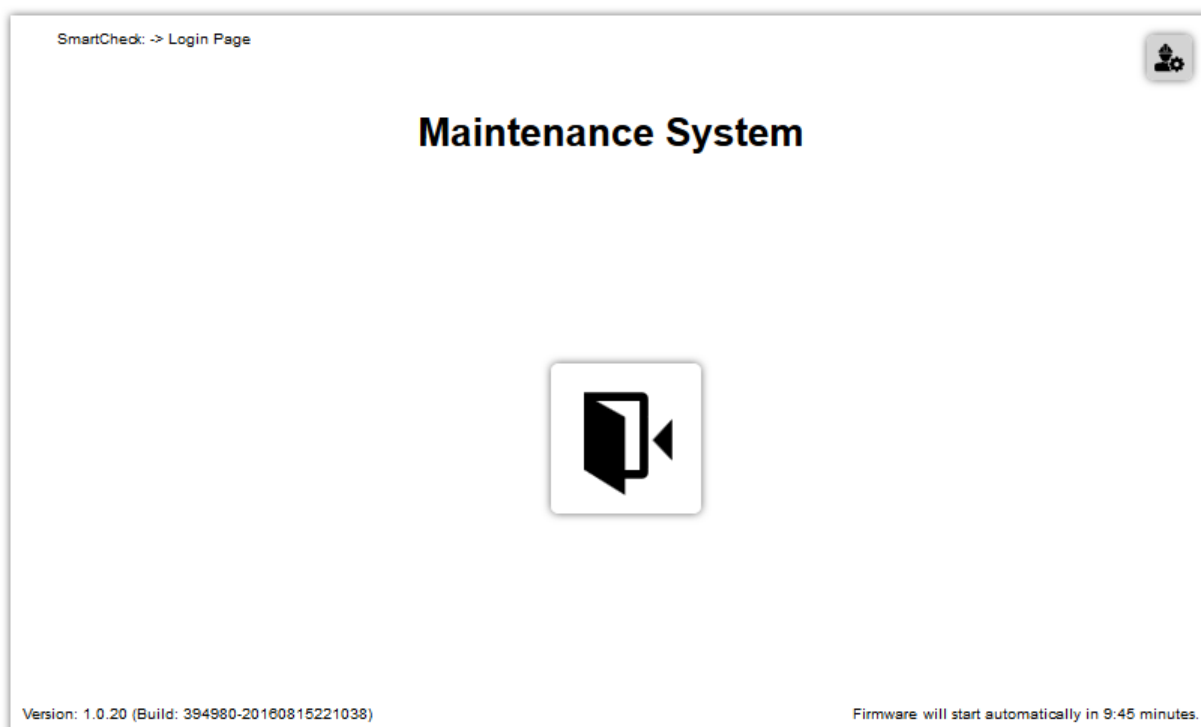 SmartCheck: -> Login Page
Maintenance System
Version: 1.0.20 (Build: 394980-20160815221038)
Firmware will start automatically in 9:45 minutes.